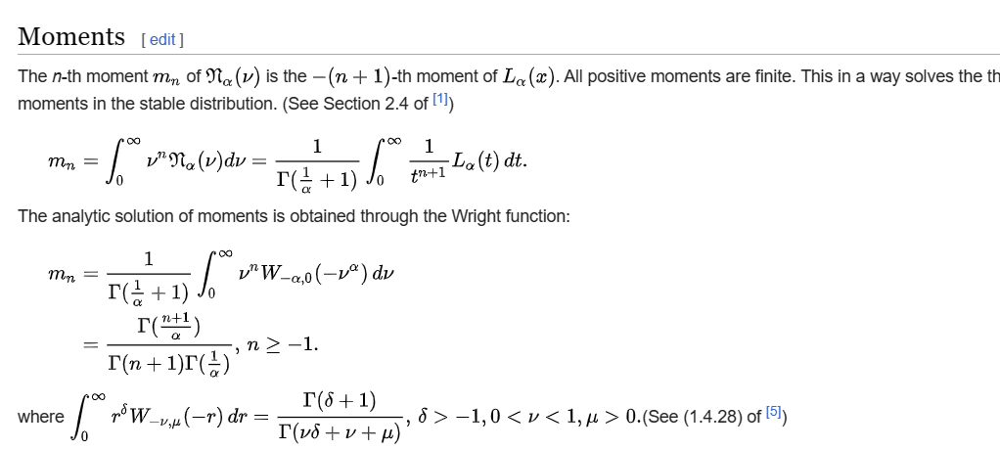 Moments [ edit ]
The n-th moment $m_n$ of $\mathfrak{N}_\alpha(\nu)$ is the $-(n+1)$-th moment of $L_\alpha(x)$. All positive moments are finite. This in a way solves the th
moments in the stable distribution. (See Section 2.4 of [1])
$m_n = \int_0^\infty \nu^n \mathfrak{N}_\alpha(\nu) d\nu = \frac{1}{\Gamma(\frac{1}{\alpha}+1)} \int_0^\infty \frac{1}{t^{n+1}} L_\alpha(t)\, dt.$
The analytic solution of moments is obtained through the Wright function:
$m_n = \frac{1}{\Gamma(\frac{1}{\alpha}+1)} \int_0^\infty \nu^n W_{-\alpha,0}(-\nu^\alpha)\, d\nu$
$= \frac{\Gamma(\frac{n+1}{\alpha})}{\Gamma(n+1)\Gamma(\frac{1}{\alpha})},\ n \geq -1.$
where $\int_0^\infty r^\delta W_{-\nu,\mu}(-r)\, dr = \frac{\Gamma(\delta+1)}{\Gamma(\nu\delta+\nu+\mu)},\ \delta > -1, 0 < \nu < 1, \mu > 0.$(See (1.4.28) of [5])